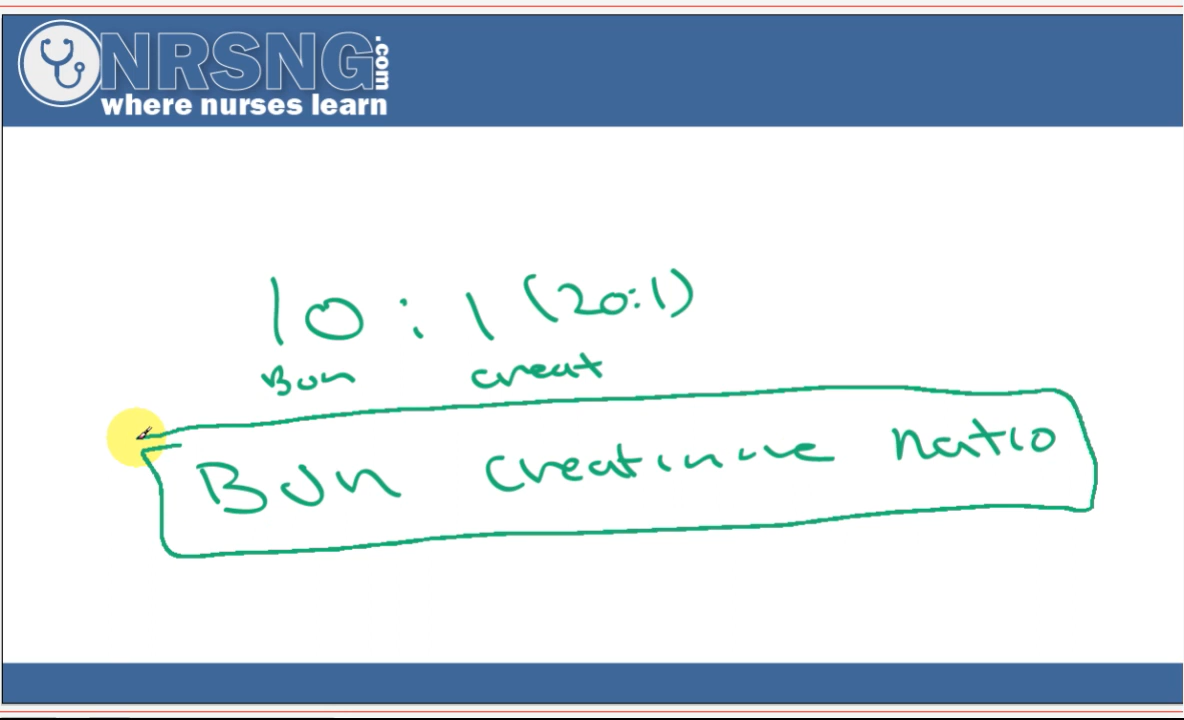 NRSNG.com
where nurses learn
10 : 1 (20:1)
Bun creat
Bun creatinine ratio